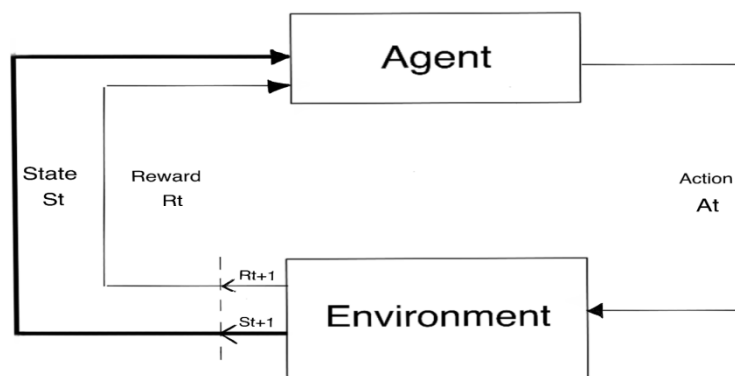 Agent
State
St
Reward
Rt
Action
At
Rt+1
St+1
Environment